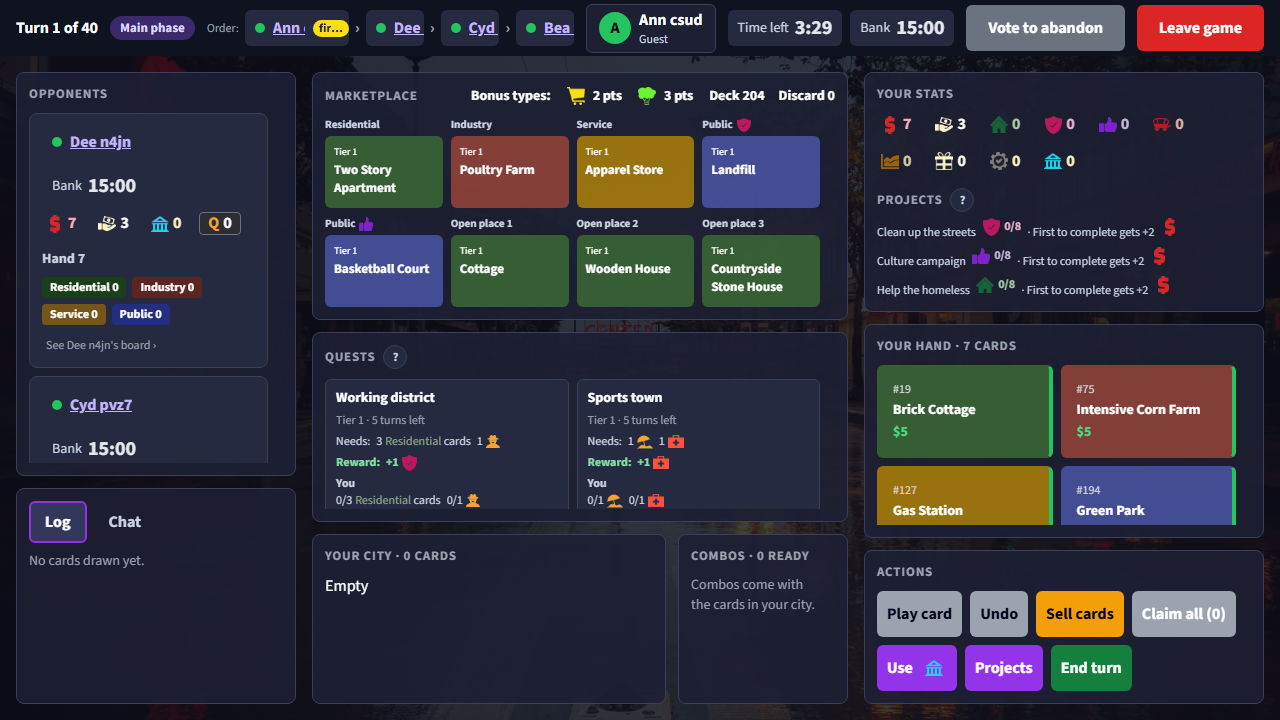 Turn 1 of 40 Main phase Order: Ann fir... › Dee › Cyd › Bea A Ann csud Guest Time left 3:29 Bank 15:00 Vote to abandon Leave game
OPPONENTS
Dee n4jn
Bank 15:00
7 3 0 Q 0
Hand 7
Residential 0 Industry 0
Service 0 Public 0
See Dee n4jn's board ›
Cyd pvz7
Bank 15:00
Log Chat
No cards drawn yet.
MARKETPLACE Bonus types: 2 pts 3 pts Deck 204 Discard 0
Residential Industry Service Public
Tier 1 Tier 1 Tier 1 Tier 1
Two Story Apartment Poultry Farm Apparel Store Landfill
Public Open place 1 Open place 2 Open place 3
Tier 1 Tier 1 Tier 1 Tier 1
Basketball Court Cottage Wooden House Countryside Stone House
QUESTS ?
Working district
Tier 1 · 5 turns left
Needs: 3 Residential cards 1
Reward: +1
You
0/3 Residential cards 0/1
Sports town
Tier 1 · 5 turns left
Needs: 1 1
Reward: +1
You
0/1 0/1
YOUR CITY · 0 CARDS
Empty
COMBOS · 0 READY
Combos come with
the cards in your city.
YOUR STATS
$ 7 3 0 0 0 0
0 0 0 0
PROJECTS ?
Clean up the streets 0/8 · First to complete gets +2 $
Culture campaign 0/8 · First to complete gets +2 $
Help the homeless 0/8 · First to complete gets +2 $
YOUR HAND · 7 CARDS
#19 #75
Brick Cottage Intensive Corn Farm
$5 $5
#127 #194
Gas Station Green Park
ACTIONS
Play card Undo Sell cards Claim all (0)
Use Projects End turn